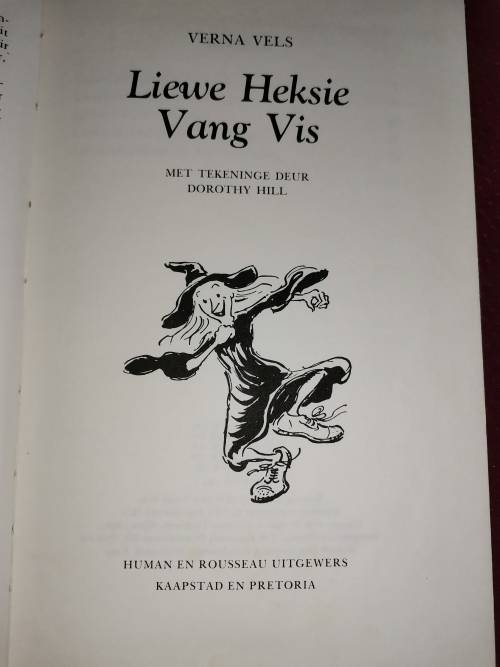 VERNA VELS
Liewe Heksie
Vang Vis
MET TEKENINGE DEUR
DOROTHY HILL
HUMAN EN ROUSSEAU UITGEWERS
KAAPSTAD EN PRETORIA